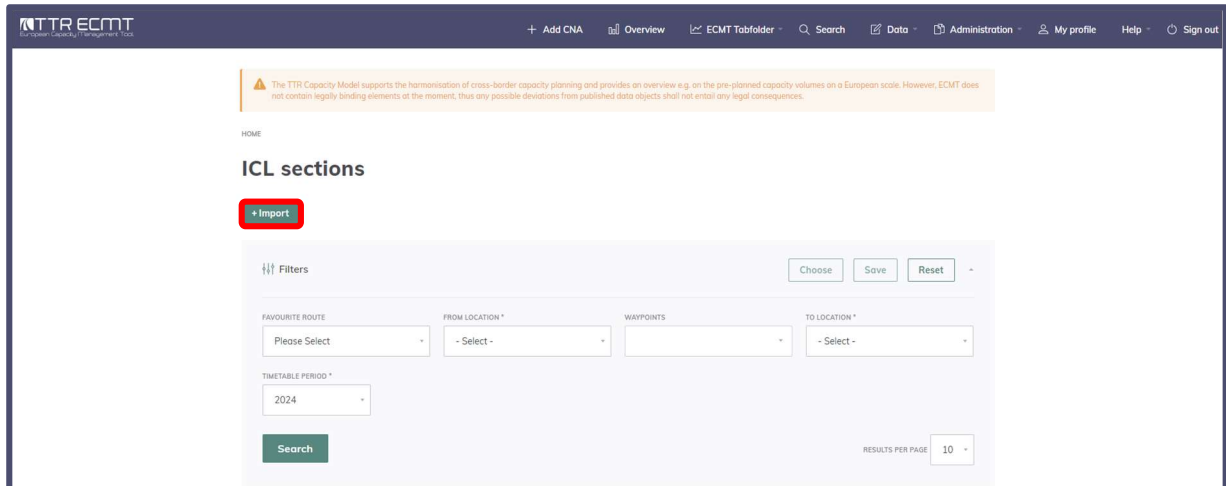 TTR ECMT
European Capacity Management Tool
+ Add CNA
Overview
ECMT Tabfolder
Search
Data
Administration
My profile
Help
Sign out
The TTR Capacity Model supports the harmonisation of cross-border capacity planning and provides an overview e.g. on the pre-planned capacity volumes on a European scale. However, ECMT does
not contain legally binding elements at the moment, thus any possible deviations from published data objects shall not entail any legal consequences.
HOME
ICL sections
+ Import
Filters
Choose
Save
Reset
FAVOURITE ROUTE
FROM LOCATION *
WAYPOINTS
TO LOCATION *
Please Select
- Select -
- Select -
TIMETABLE PERIOD *
2024
Search
RESULTS PER PAGE
10